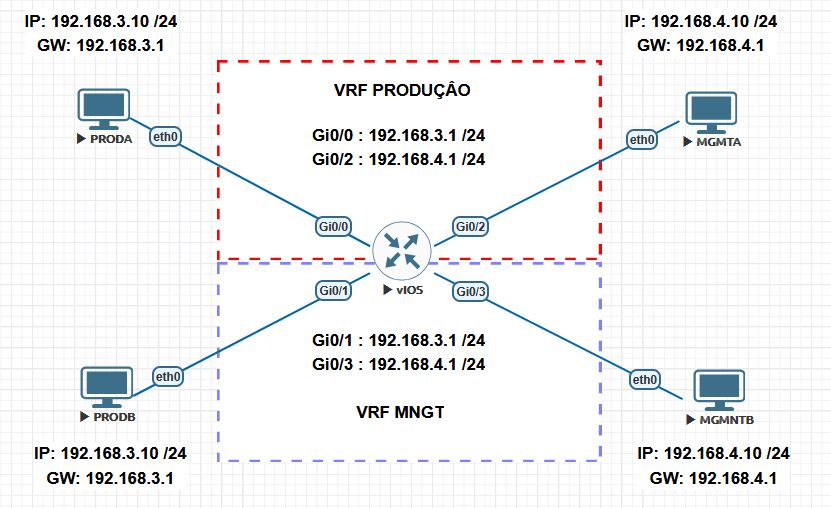 IP: 192.168.3.10 /24
GW: 192.168.3.1
IP: 192.168.4.10 /24
GW: 192.168.4.1
VRF PRODUÇÂO
Gi0/0 : 192.168.3.1 /24
Gi0/2 : 192.168.4.1 /24
eth0
PRODA
eth0
MGMTA
Gi0/0
Gi0/2
vIOS
Gi0/1
Gi0/3
Gi0/1 : 192.168.3.1 /24
Gi0/3 : 192.168.4.1 /24
VRF MNGT
eth0
PRODB
eth0
MGMNTB
IP: 192.168.3.10 /24
GW: 192.168.3.1
IP: 192.168.4.10 /24
GW: 192.168.4.1